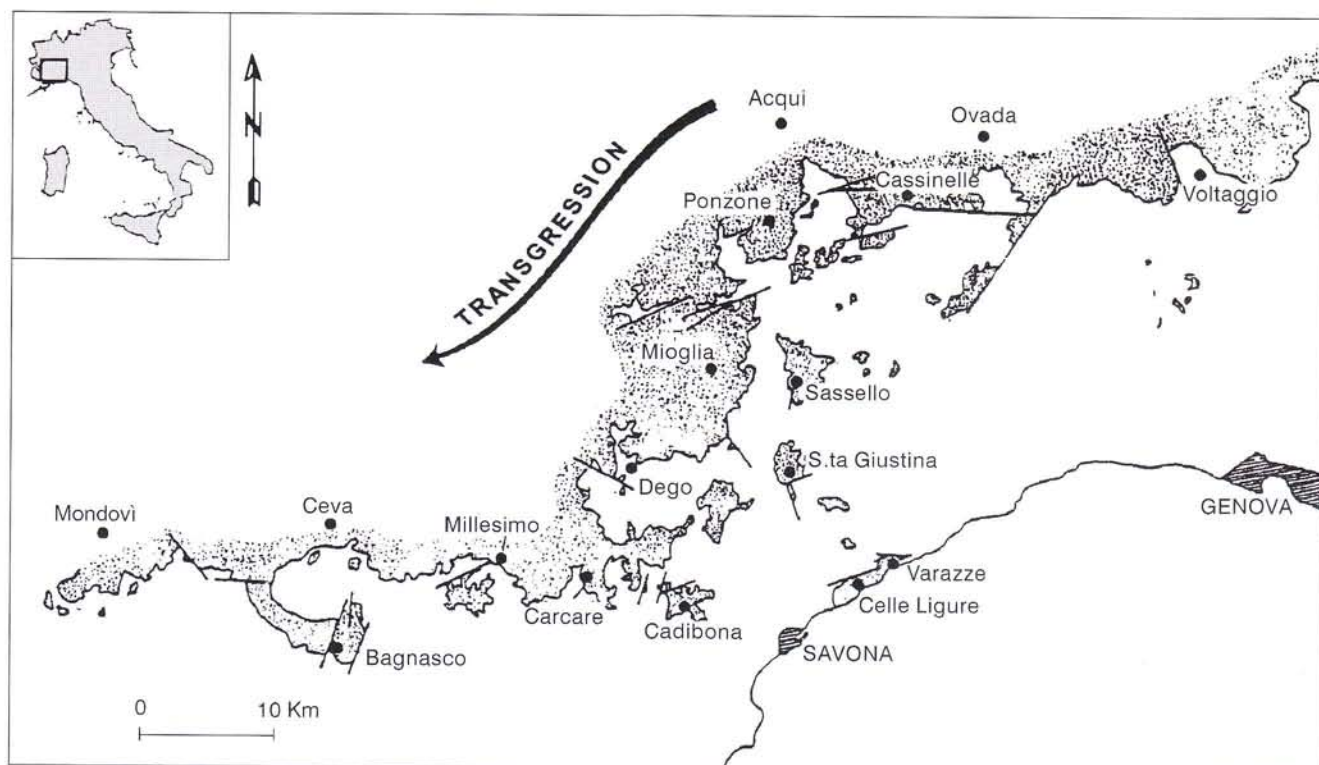 N
TRANSGRESSION
Acqui
Ovada
Cassinelle
Voltaggio
Ponzone
Mioglia
Sassello
S.ta Giustina
Dego
GENOVA
Mondovì
Ceva
Millesimo
Varazze
Celle Ligure
Carcare
Cadibona
SAVONA
Bagnasco
0 10 Km